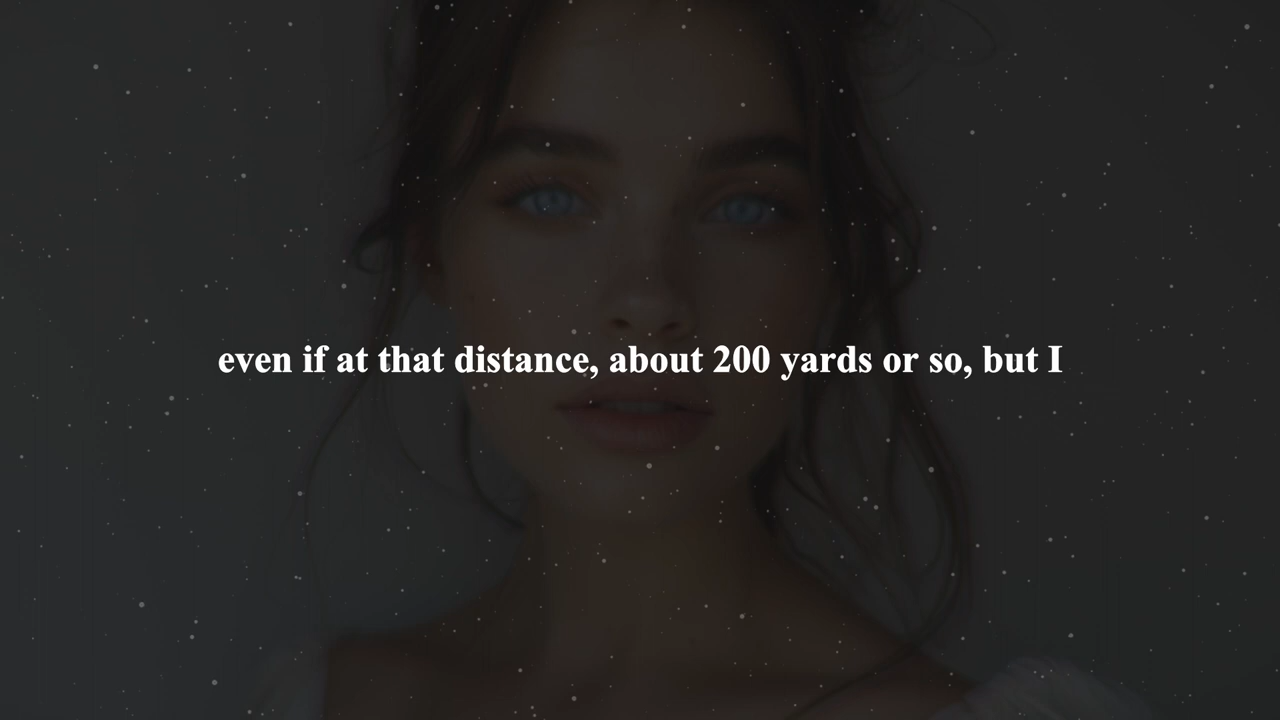 even if at that distance, about 200 yards or so, but I